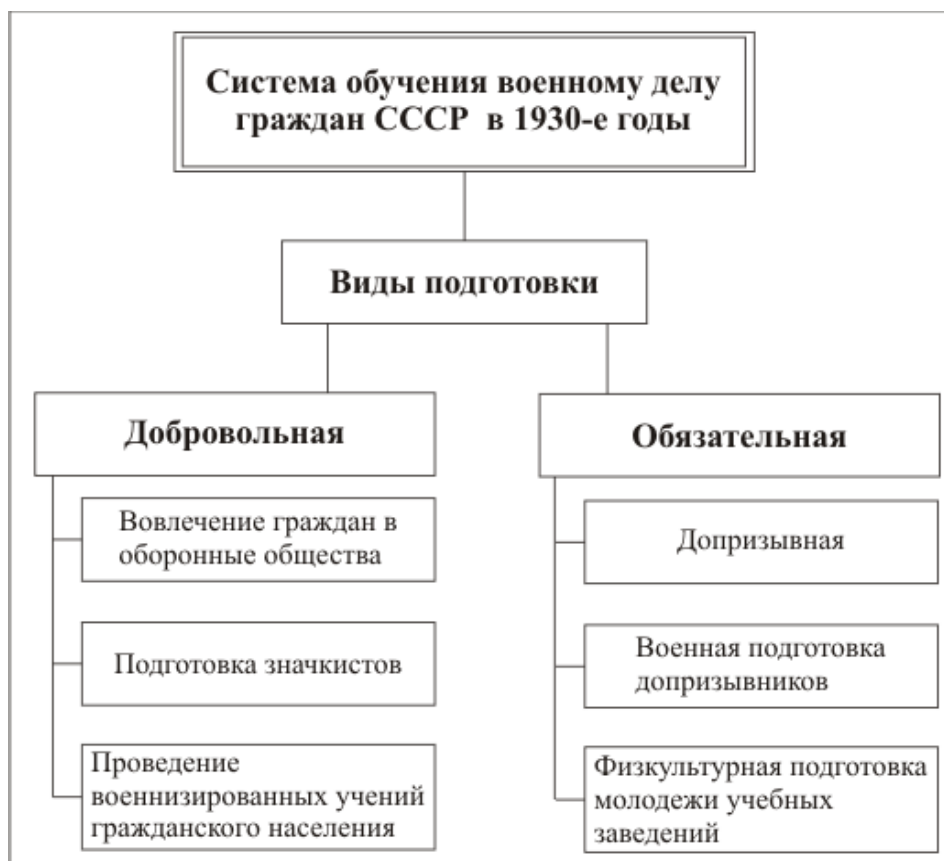 Система обучения военному делу
граждан СССР в 1930-е годы
Виды подготовки
Добровольная
Вовлечение граждан в
оборонные общества
Подготовка значкистов
Проведение
военнизированных учений
гражданского населения
Обязательная
Допризывная
Военная подготовка
допризывников
Физкультурная подготовка
молодежи учебных
заведений